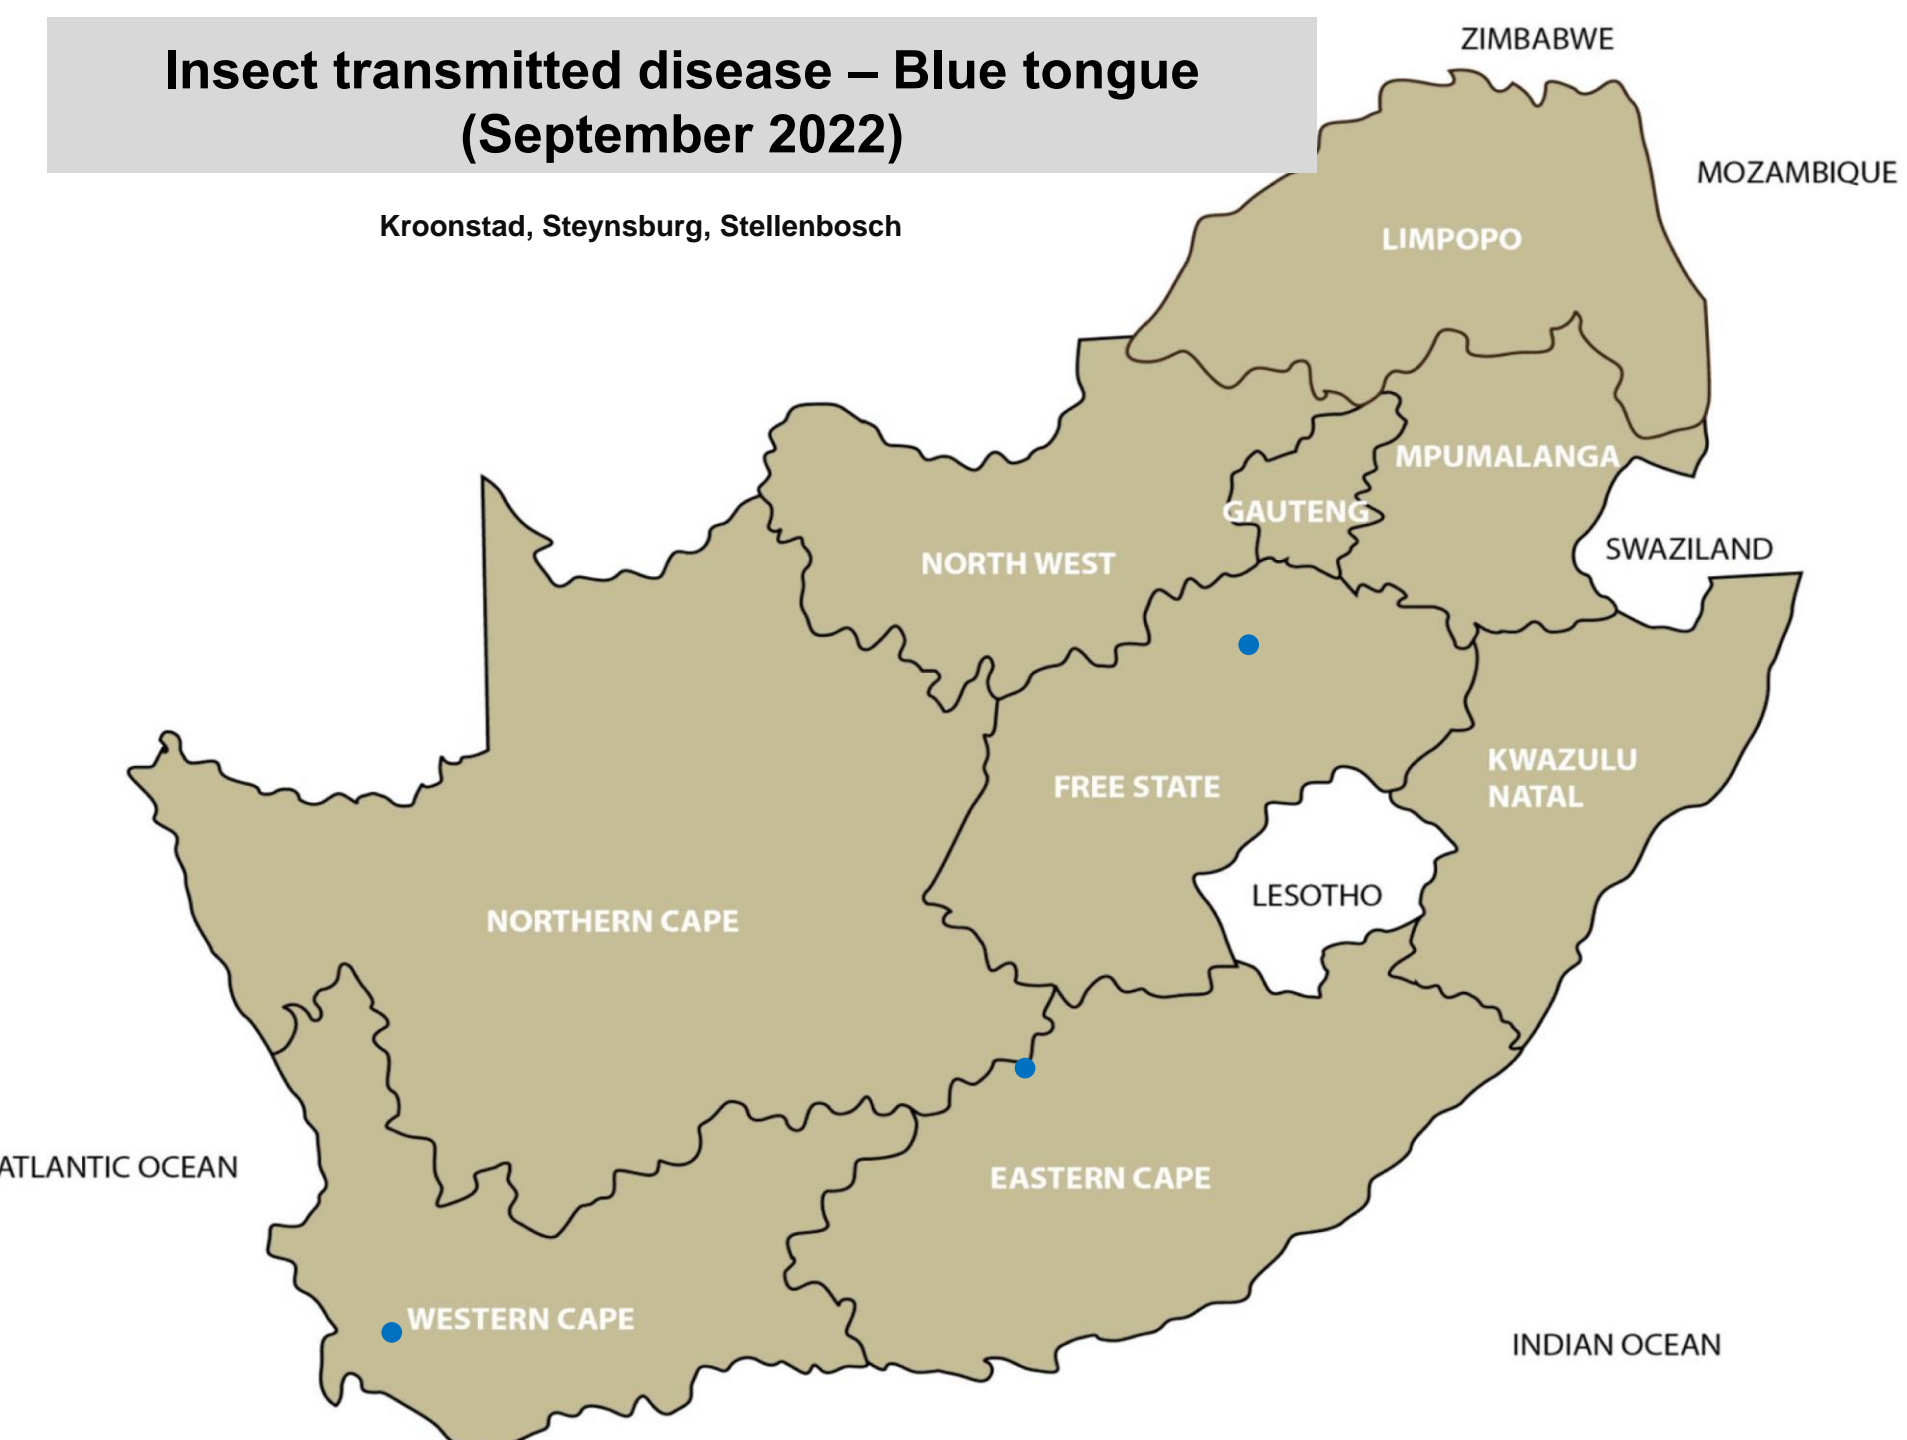 Insect transmitted disease – Blue tongue
(September 2022)
Kroonstad, Steynsburg, Stellenbosch
ZIMBABWE
MOZAMBIQUE
LIMPOPO
MPUMALANGA
GAUTENG
SWAZILAND
NORTH WEST
KWAZULU
NATAL
FREE STATE
LESOTHO
NORTHERN CAPE
ATLANTIC OCEAN
EASTERN CAPE
WESTERN CAPE
INDIAN OCEAN